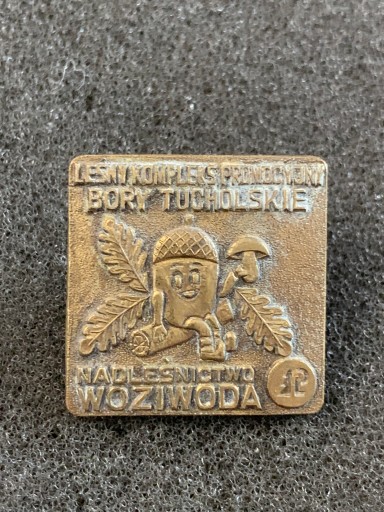 LEŚNY KOMPLEKS PROMOCYJNY
BORY TUCHOLSKIE
NADLEŚNICTWO
WOZIWODA